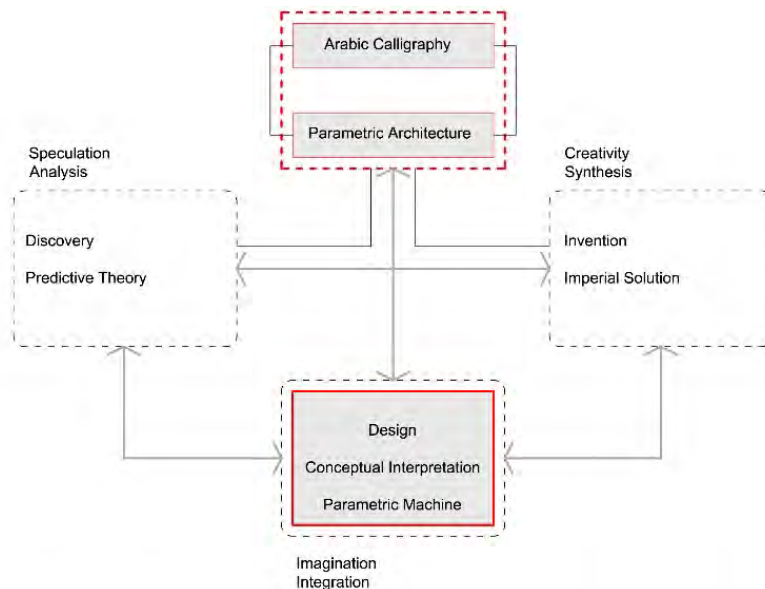 Arabic Calligraphy
Parametric Architecture
Speculation
Analysis
Discovery
Predictive Theory
Creativity
Synthesis
Invention
Imperial Solution
Design
Conceptual Interpretation
Parametric Machine
Imagination
Integration